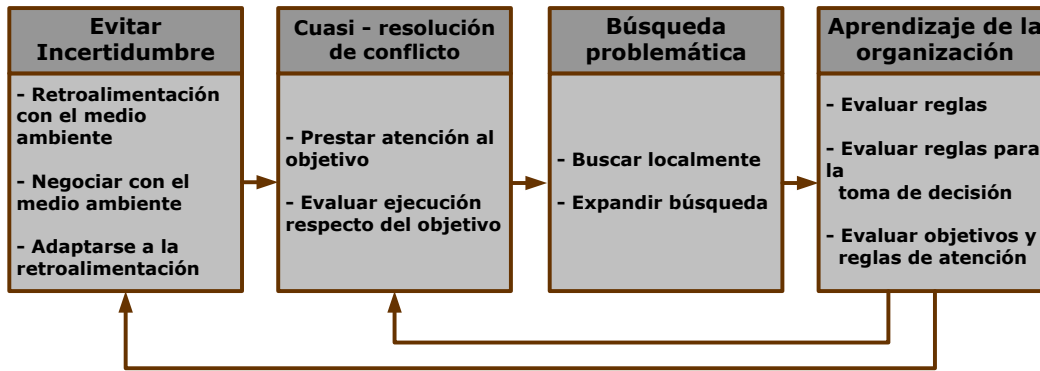 Evitar
Incertidumbre
- Retroalimentación
con el medio
ambiente
- Negociar con el
medio ambiente
- Adaptarse a la
retroalimentación
Cuasi - resolución
de conflicto
- Prestar atención al
objetivo
- Evaluar ejecución
respecto del objetivo
Búsqueda
problemática
- Buscar localmente
- Expandir búsqueda
Aprendizaje de la
organización
- Evaluar reglas
- Evaluar reglas para
la
toma de decisión
- Evaluar objetivos y
reglas de atención